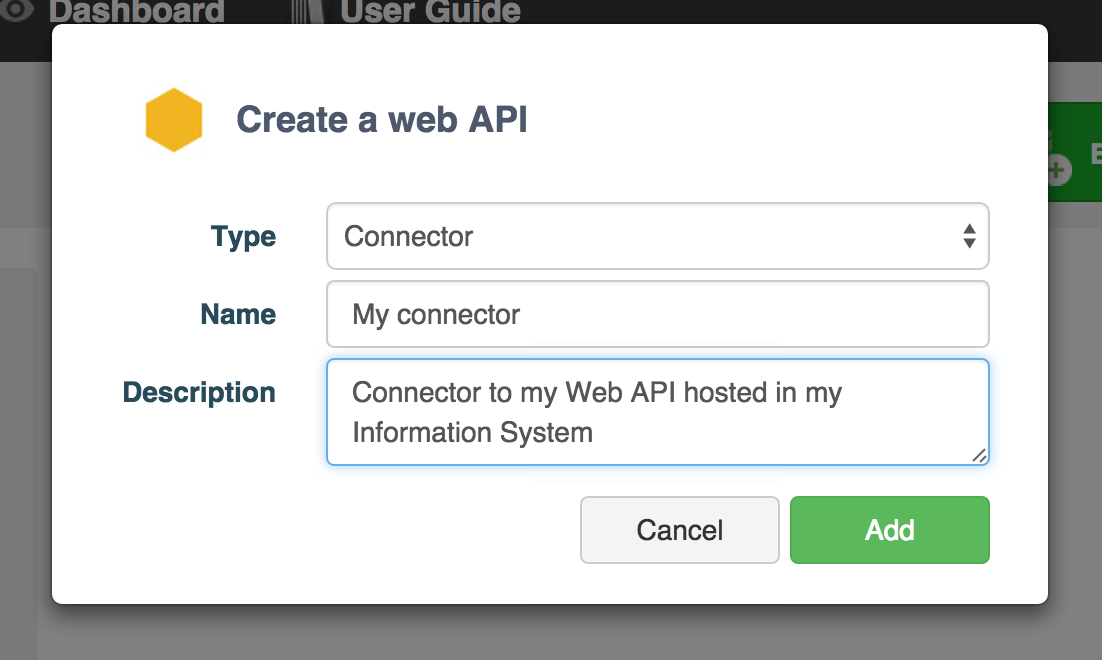 Dashboard User Guide
Create a web API
Type Connector
Name My connector
Description Connector to my Web API hosted in my
Information System
Cancel Add